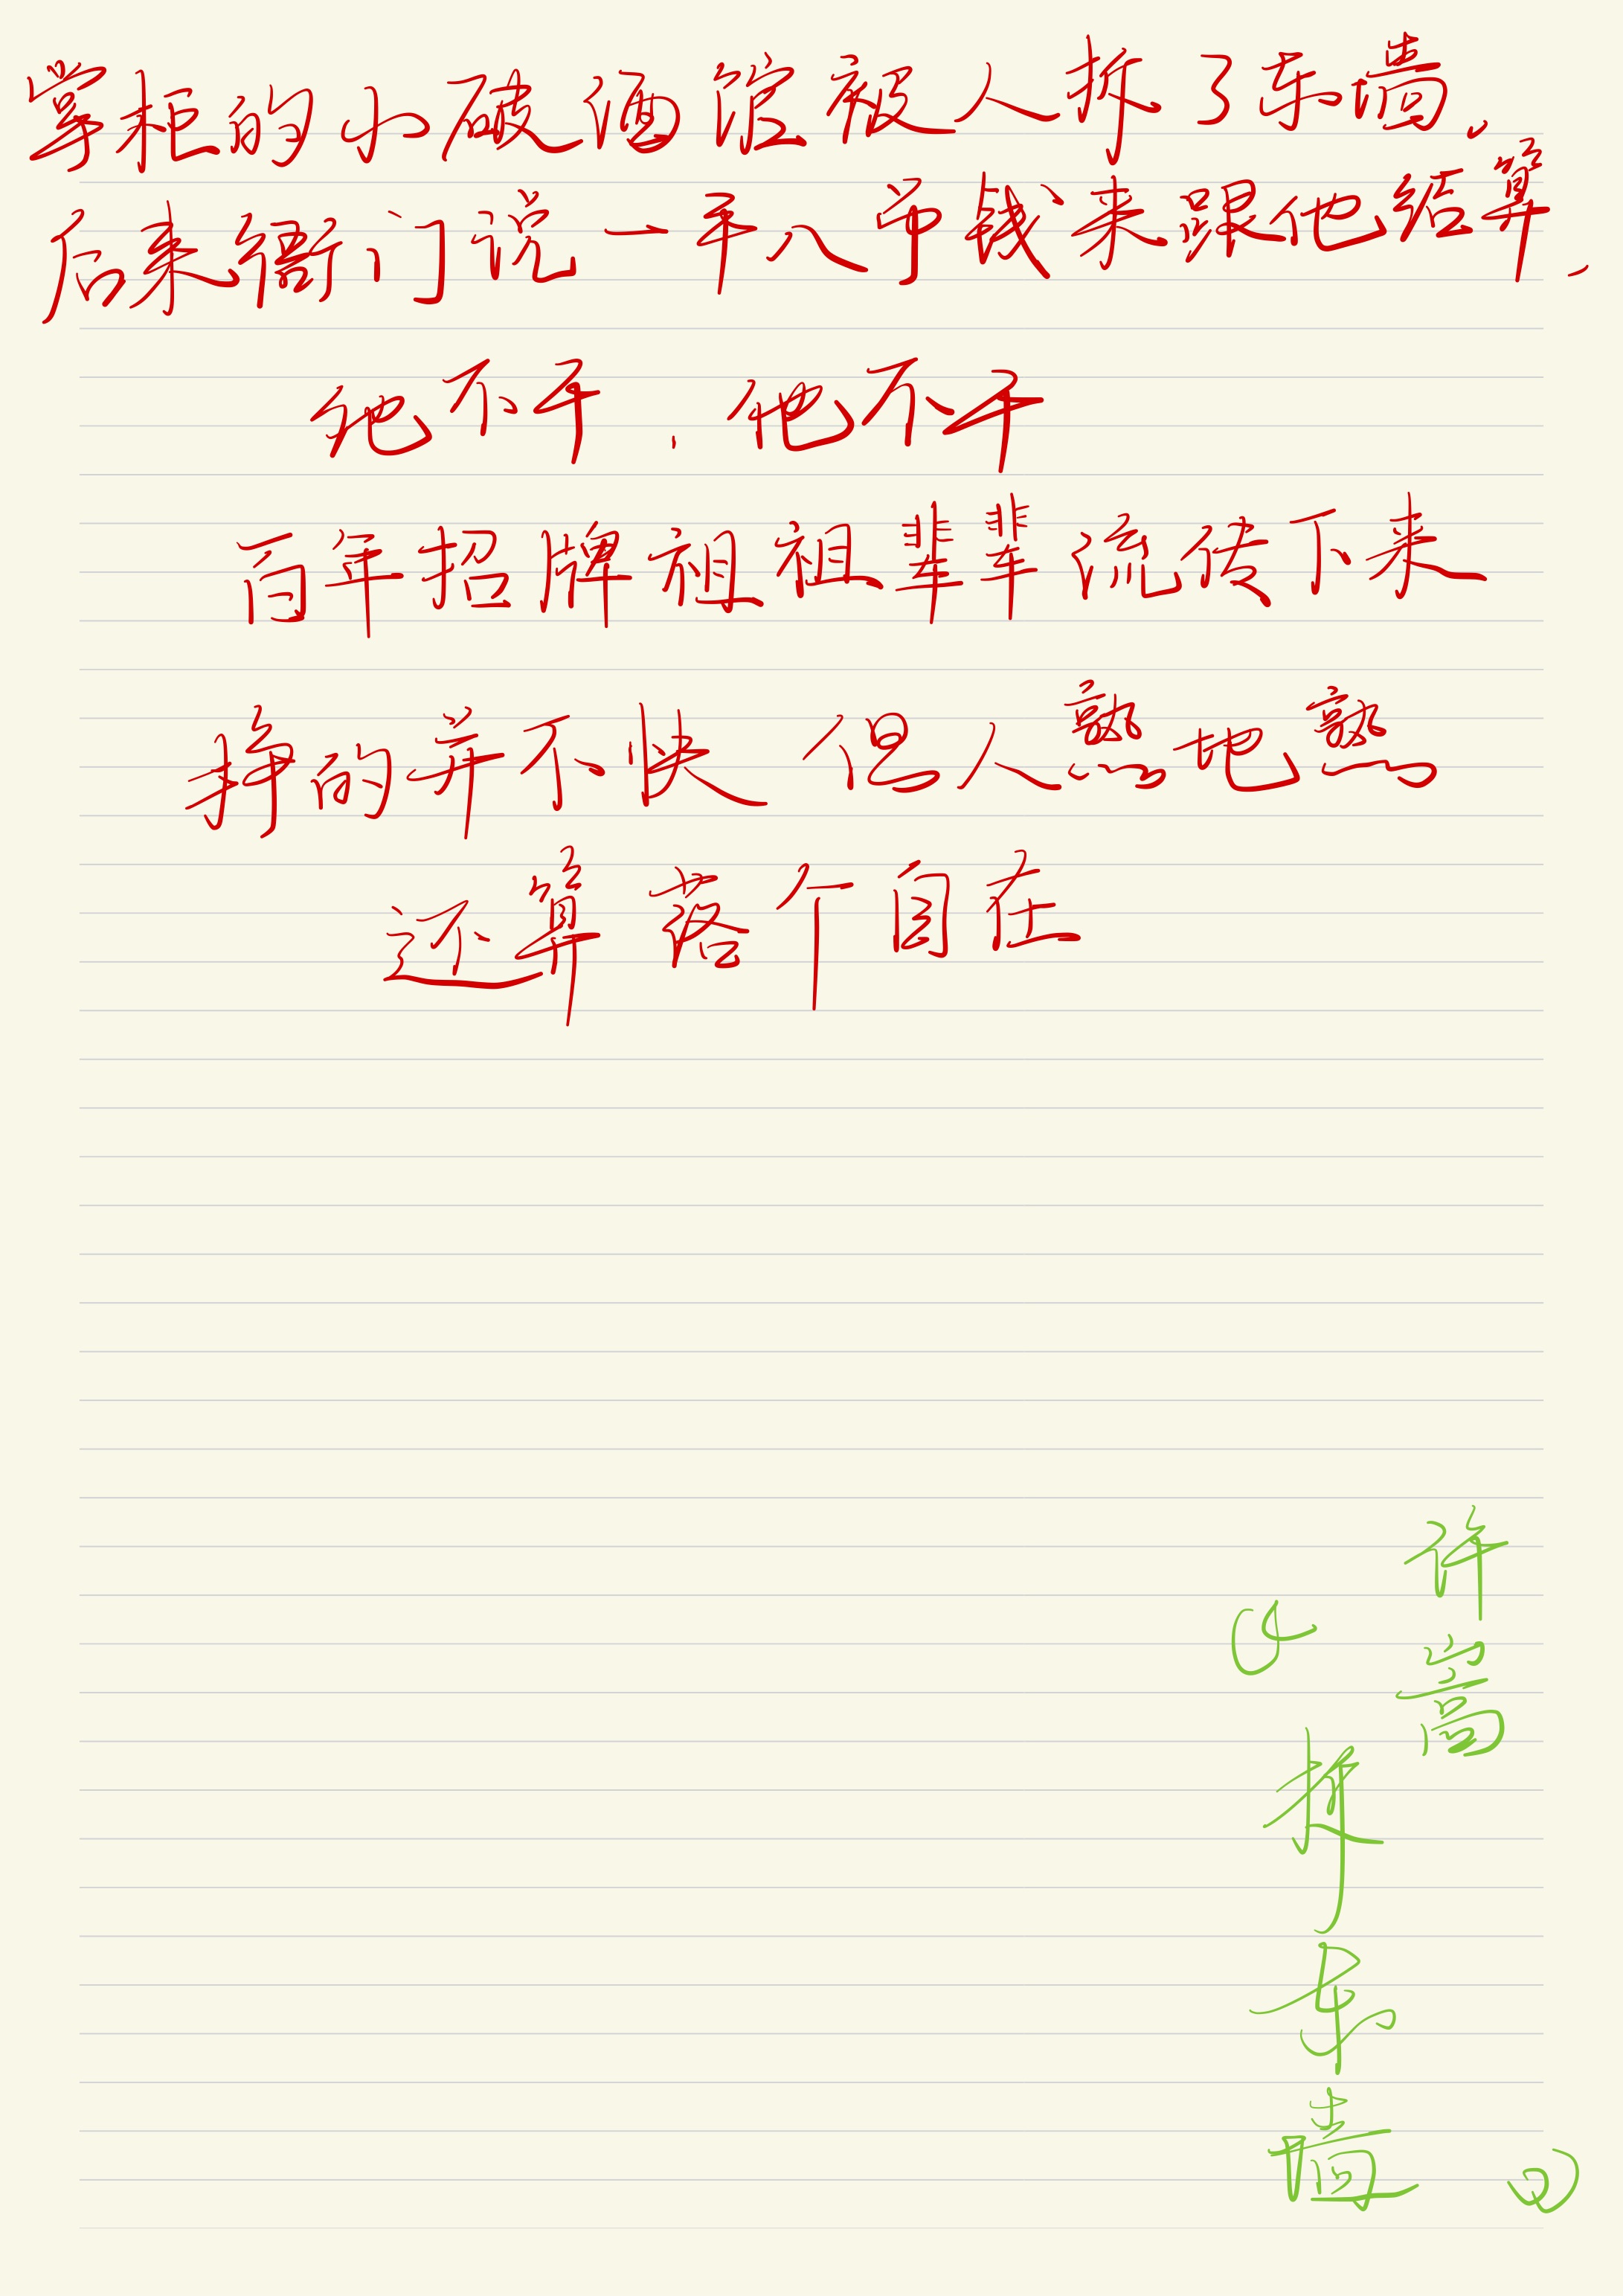 掌柜的小破酒馆被人拆了东墙,
后来衙门说一平八吊钱来跟他结算,
他不干,他不干
百年招牌祖祖辈辈流传下来
挣的并不快 但人熟地熟
还算落个自在
许嵩
《拆东墙》